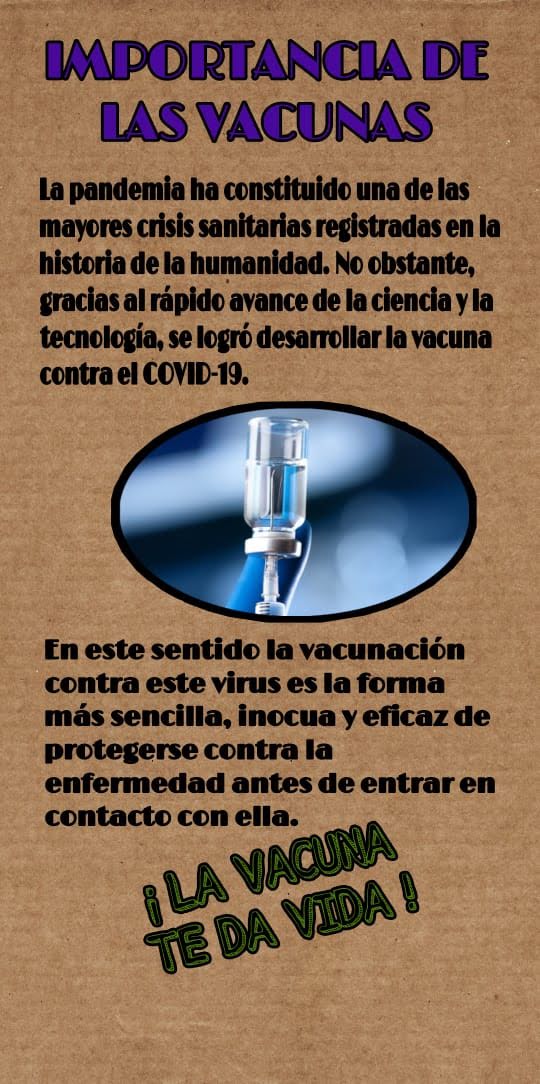 IMPORTANCIA DE
LAS VACUNAS
La pandemia ha constituido una de las
mayores crisis sanitarias registradas en la
historia de la humanidad. No obstante,
gracias al rápido avance de la ciencia y la
tecnología, se logró desarrollar la vacuna
contra el COVID-19.
En este sentido la vacunación
contra este virus es la forma
más sencilla, inocua y eficaz de
protegerse contra la
enfermedad antes de entrar en
contacto con ella.
¡ LA VACUNA
TE DA VIDA !